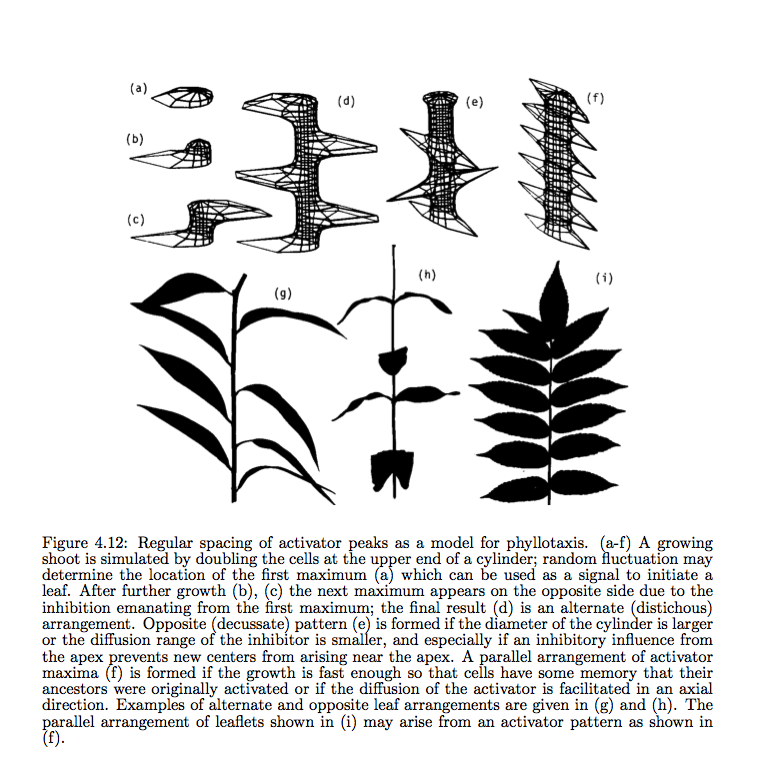 (a)
(d)
(e)
(f)
(b)
(c)
(g)
(h)
(i)
Figure 4.12: Regular spacing of activator peaks as a model for phyllotaxis. (a-f) A growing
shoot is simulated by doubling the cells at the upper end of a cylinder; random fluctuation may
determine the location of the first maximum (a) which can be used as a signal to initiate a
leaf. After further growth (b), (c) the next maximum appears on the opposite side due to the
inhibition emanating from the first maximum; the final result (d) is an alternate (distichous)
arrangement. Opposite (decussate) pattern (e) is formed if the diameter of the cylinder is larger
or the diffusion range of the inhibitor is smaller, and especially if an inhibitory influence from
the apex prevents new centers from arising near the apex. A parallel arrangement of activator
maxima (f) is formed if the growth is fast enough so that cells have some memory that their
ancestors were originally activated or if the diffusion of the activator is facilitated in an axial
direction. Examples of alternate and opposite leaf arrangements are given in (g) and (h). The
parallel arrangement of leaflets shown in (i) may arise from an activator pattern as shown in
(f).